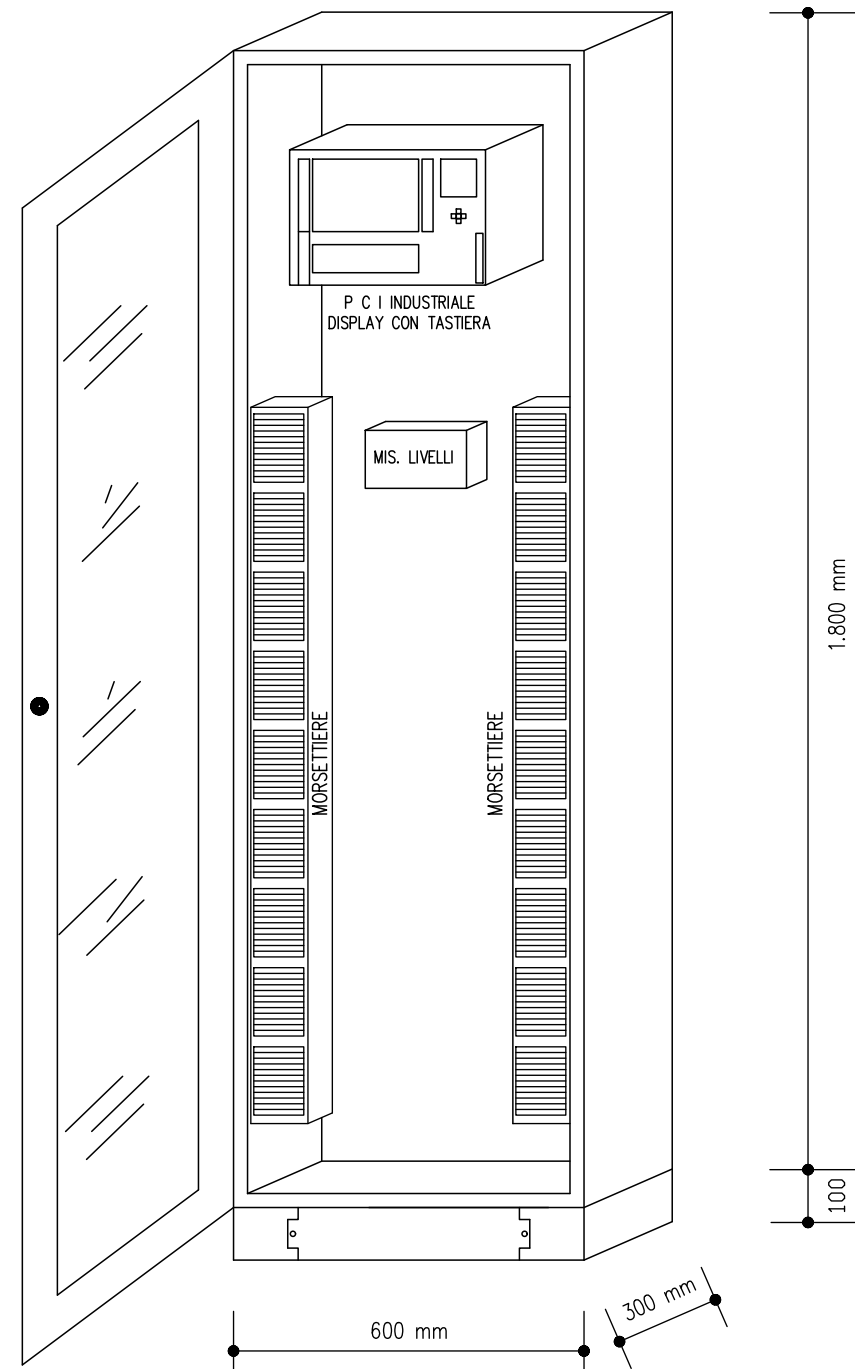 P C I INDUSTRIALE
DISPLAY CON TASTIERA
MIS. LIVELLI
MORSETTIERE
MORSETTIERE
1.800 mm
100
600 mm
300 mm